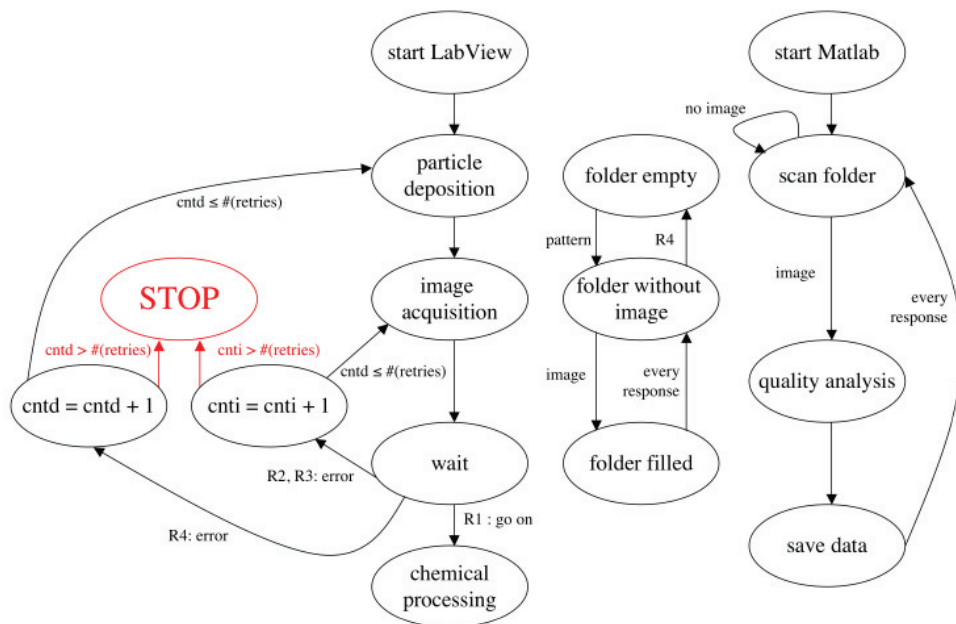 start LabView
start Matlab
no image
particle
deposition
folder empty
scan folder
cntd ≤ #(retries)
pattern
R4
STOP
image
acquisition
folder without
image
image
every
response
cntd > #(retries)
cnti > #(retries)
cntd ≤ #(retries)
image
every
response
cntd = cntd + 1
cnti = cnti + 1
quality analysis
wait
folder filled
R2, R3: error
R4: error
R1 : go on
save data
chemical
processing